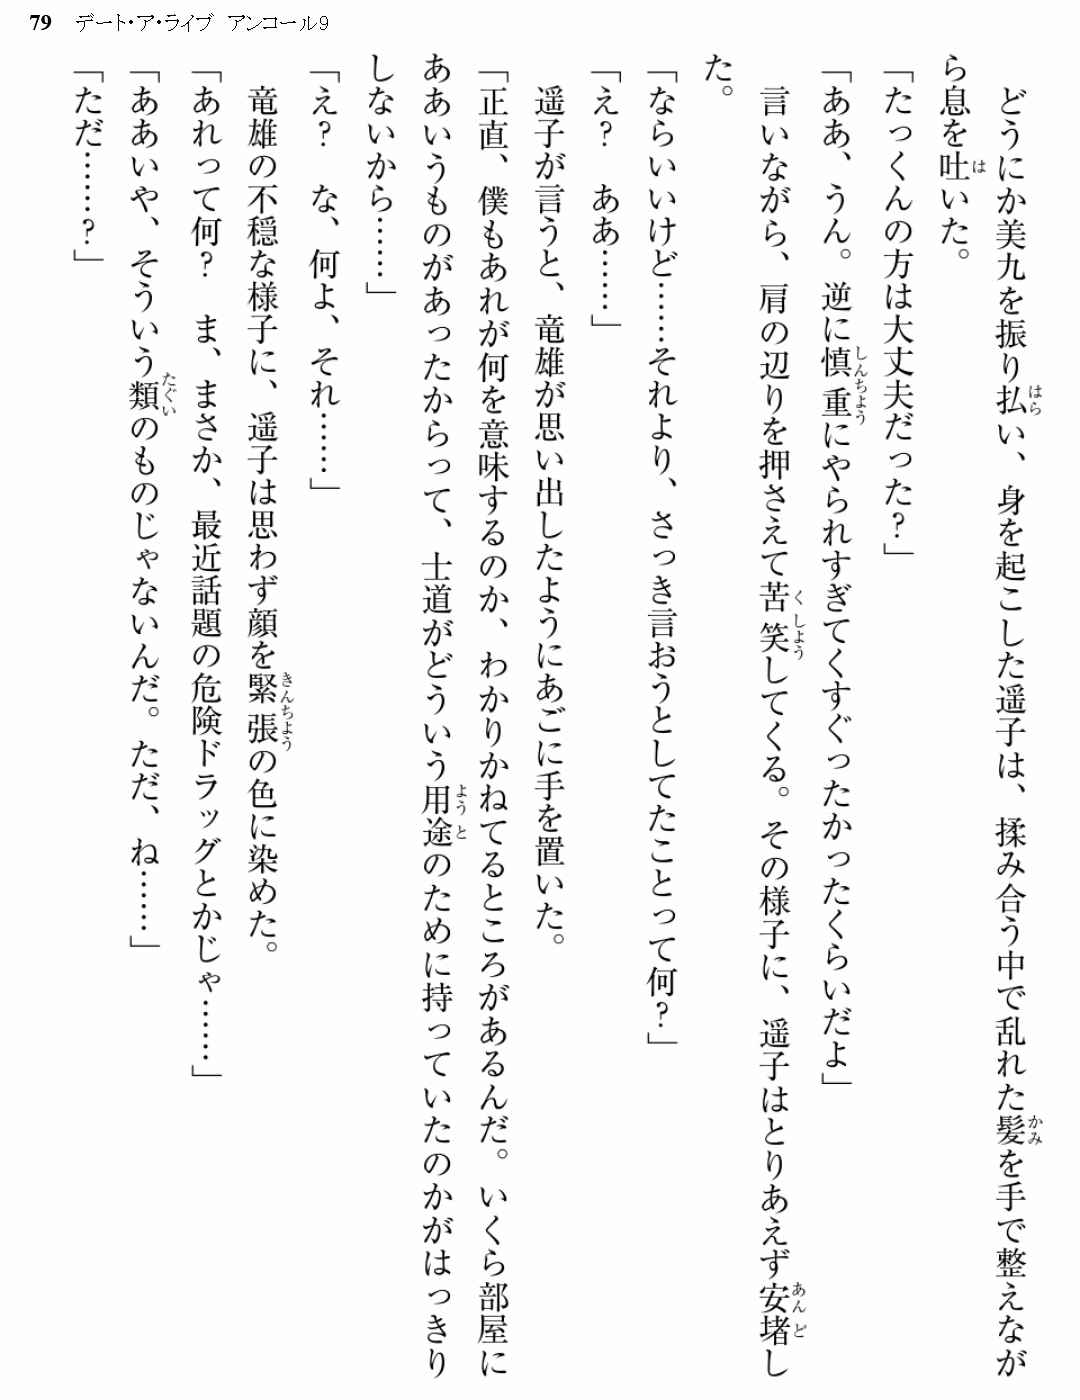 79 デート・ア・ライブ アンコール9
　どうにか美九を振り払い、身を起こした遥子は、揉み合う中で乱れた髪を手で整えなが
ら息を吐いた。
「たっくんの方は大丈夫だった?」
「ああ、うん。逆に慎重にやられすぎてくすぐったかったくらいだよ」
　言いながら、肩の辺りを押さえて苦笑してくる。その様子に、遥子はとりあえず安堵し
た。
「ならいいけど……それより、さっき言おうとしてたことって何?」
「え?　ああ……」
　遥子が言うと、竜雄が思い出したようにあごに手を置いた。
「正直、僕もあれが何を意味するのか、わかりかねてるところがあるんだ。いくら部屋に
ああいうものがあったからって、士道がどういう用途のために持っていたのかがはっきり
しないから……」
「え?　な、何よ、それ……」
　竜雄の不穏な様子に、遥子は思わず顔を緊張の色に染めた。
「あれって何?　ま、まさか、最近話題の危険ドラッグとかじゃ……」
「ああいや、そういう類のものじゃないんだ。ただ、ね……」
「ただ……?」